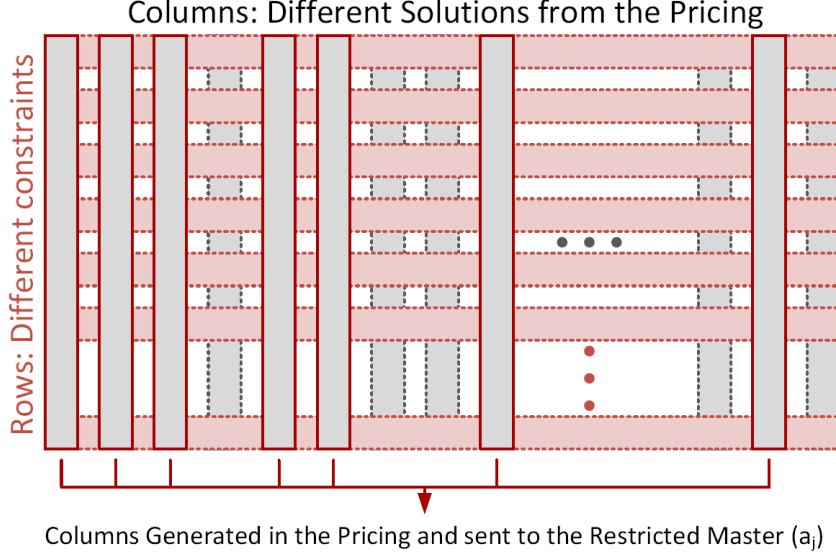 Columns: Different Solutions from the Pricing
Rows: Different constraints
Columns Generated in the Pricing and sent to the Restricted Master (aj)